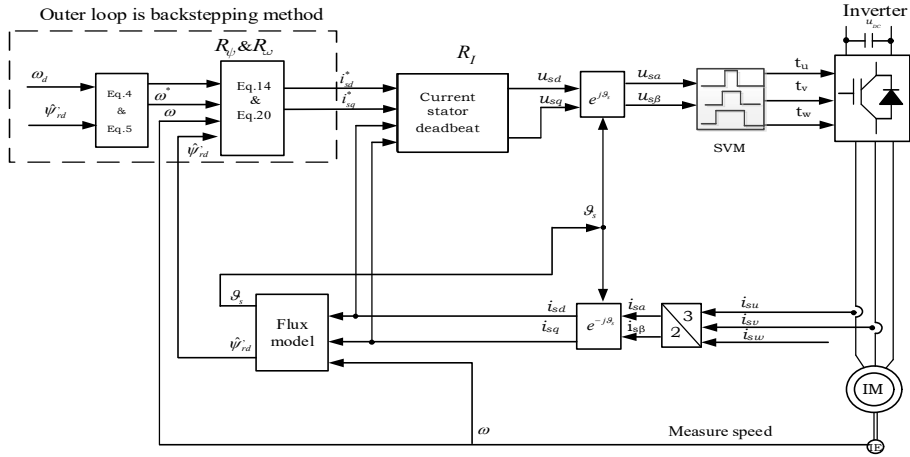 Outer loop is backstepping method
Inverter
u_DC
R_ψ & R_ω
R_I
ω_d
ψ̂'_rd
Eq.4
&
Eq.5
ω*
ω
ψ̂'_rd
Eq.14
&
Eq.20
i*_sd
i*_sq
Current
stator
deadbeat
u_sd
u_sq
e^{jϑ_s}
u_sα
u_sβ
SVM
t_u
t_v
t_w
ϑ_s
ϑ_s
ψ̂'_rd
Flux
model
i_sd
i_sq
e^{-jϑ_s}
i_sα
i_sβ
3
2
i_su
i_sv
i_sw
IM
ω
Measure speed
IE